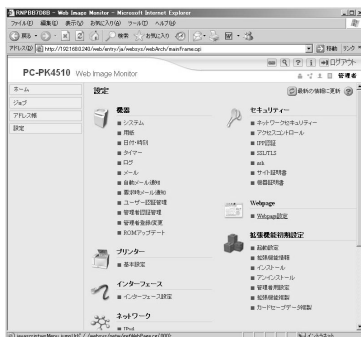 RNPBB7DBB - Web Image Monitor - Microsoft Internet Explorer
ファイル(F) 編集(E) 表示(V) お気に入り(A) ツール(T) ヘルプ(H)
戻る 検索 お気に入り
アドレス(D) 移動 リンク
PC-PK4510 Web Image Monitor
ログアウト
管理者
ホーム
ジョブ
アドレス帳
設定
設定
最新の情報に更新
機器
システム
用紙
日付・時刻
タイマー
ログ
メール
自動メール通知
要求時メール通知
ユーザー認証管理
管理者認証管理
管理者登録/変更
ROMアップデート
プリンター
基本設定
インターフェース
インターフェース設定
ネットワーク
IPv4
セキュリティー
ネットワークセキュリティー
アクセスコントロール
IPP認証
SSL/TLS
ssh
サイト証明書
機器証明書
Webpage
Webpage設定
拡張機能初期設定
起動設定
拡張機能情報
インストール
アンインストール
管理者用設定
拡張機能複製
カードセーブデータ複製